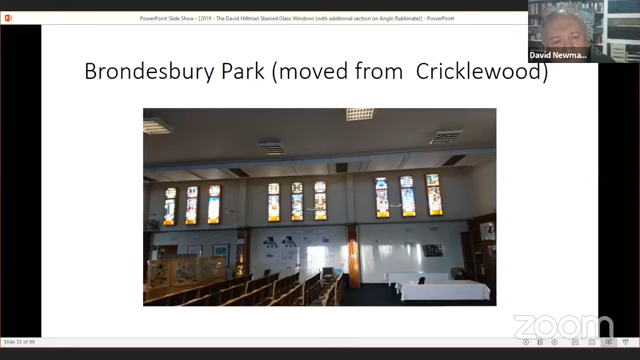 PowerPoint Slide Show - [2019 - The David Hillman Stained Glass Windows (with addditional section on Anglo Rabbinate)] - PowerPoint
David Newma...
Brondesbury Park (moved from Cricklewood)
zoom
Slide 33 of 99